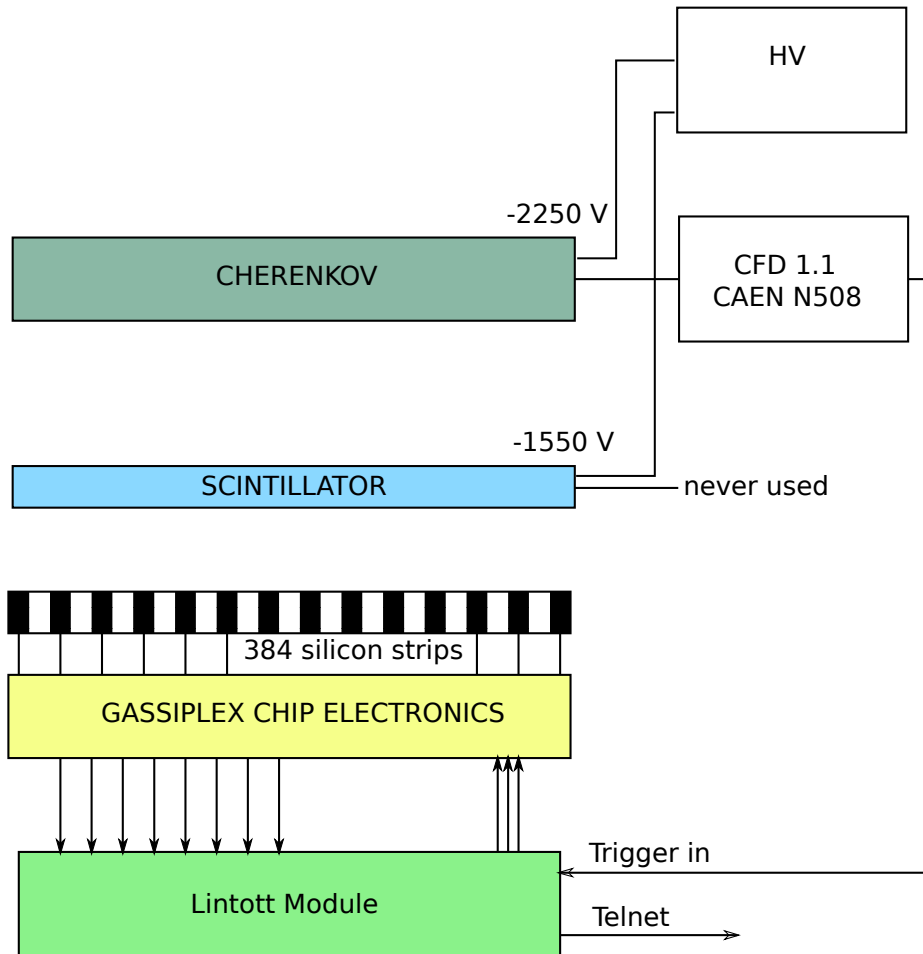 HV
-2250 V
CHERENKOV
CFD 1.1
CAEN N508
-1550 V
SCINTILLATOR
never used
384 silicon strips
GASSIPLEX CHIP ELECTRONICS
Trigger in
Lintott Module
Telnet